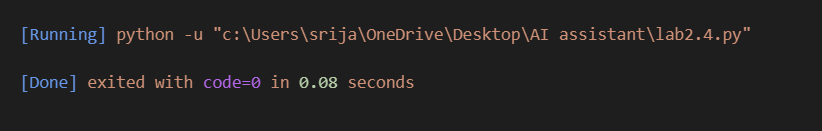 [Running] python -u "c:\Users\srija\OneDrive\Desktop\AI assistant\lab2.4.py"
[Done] exited with code=0 in 0.08 seconds